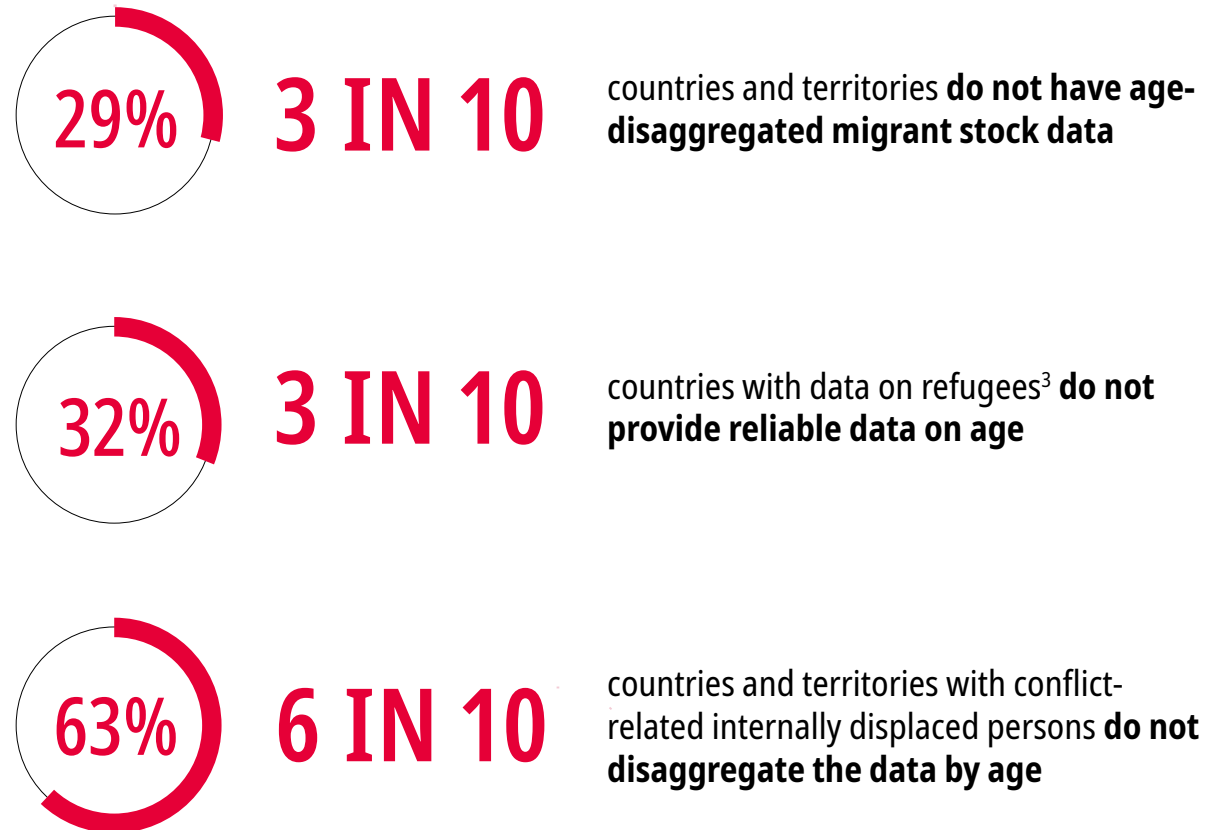 29%
3 IN 10
countries and territories do not have age-
disaggregated migrant stock data
32%
3 IN 10
countries with data on refugees³ do not
provide reliable data on age
63%
6 IN 10
countries and territories with conflict-
related internally displaced persons do not
disaggregate the data by age